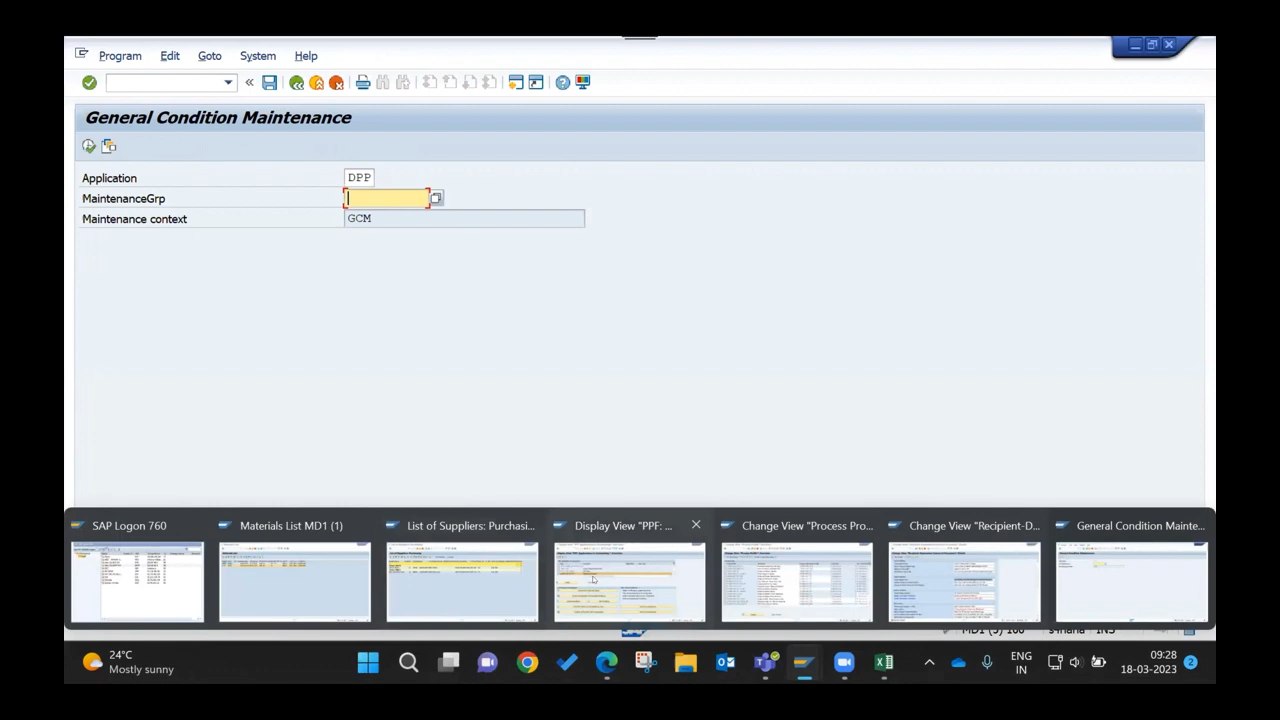 Program Edit Goto System Help
General Condition Maintenance
Application DPP
MaintenanceGrp
Maintenance context GCM
SAP Logon 760 Materials List MD1 (1) List of Suppliers: Purchasi... Display View "PPF: ... Change View "Process Pro... Change View "Recipient-D... General Condition Mainte...
24°C
Mostly sunny
ENG
IN
09:28
18-03-2023
2